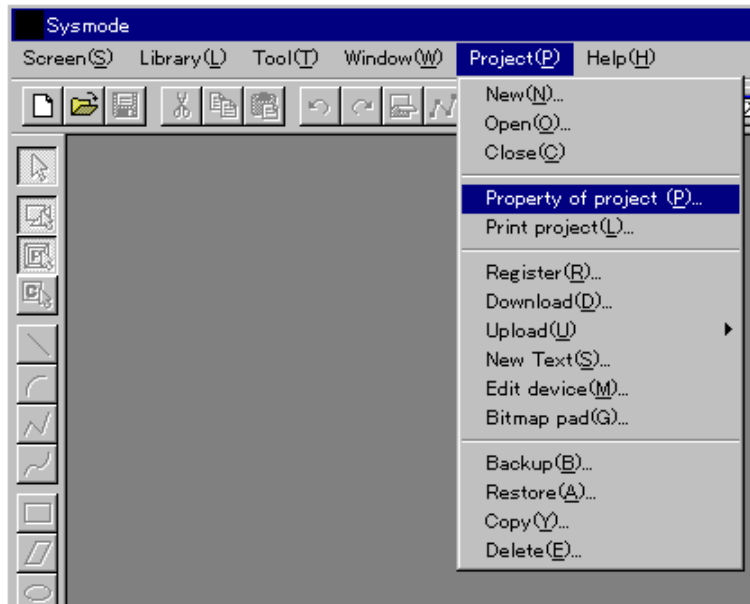 Sysmode
Screen(S) Library(L) Tool(T) Window(W) Project(P) Help(H)
New(N)...
Open(O)...
Close(C)
Property of project (P)...
Print project(L)...
Register(R)...
Download(D)...
Upload(U)
New Text(S)...
Edit device(M)...
Bitmap pad(G)...
Backup(B)...
Restore(A)...
Copy(Y)...
Delete(E)...